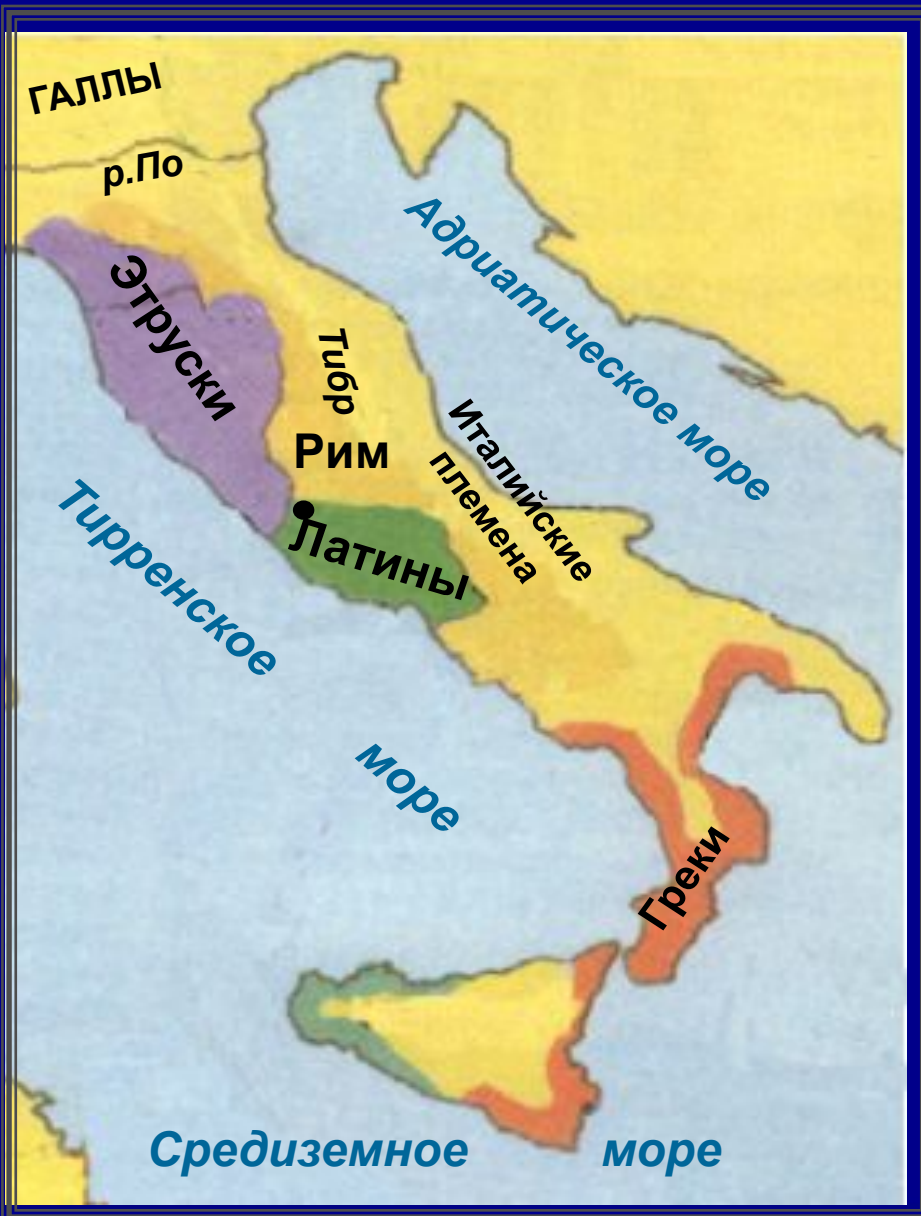 ГАЛЛЫ
р.По
Адриатическое море
Этруски
Тибр
Рим
Италийские
племена
Латины
Тирренское
море
Греки
Средиземное море